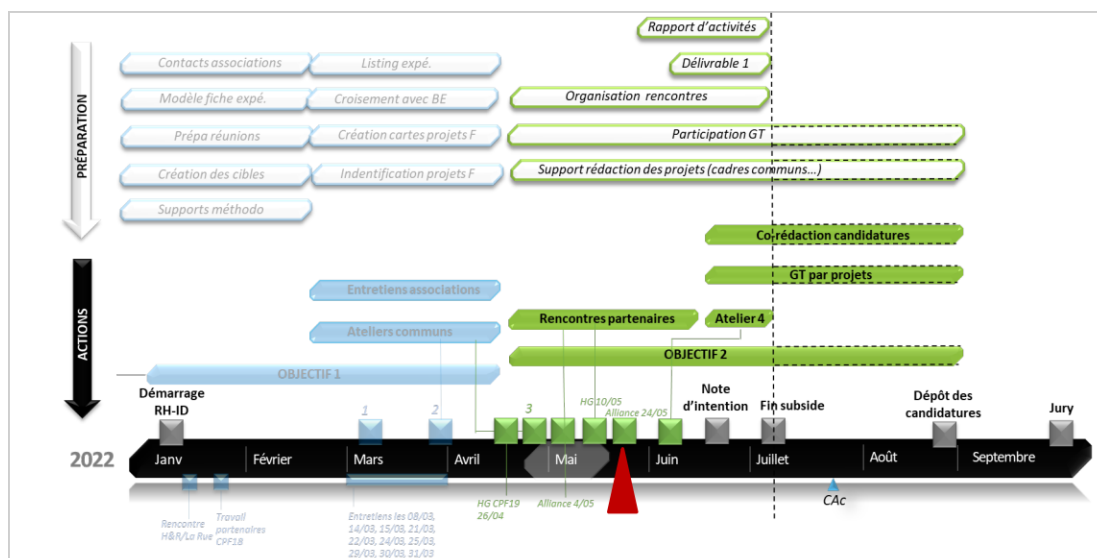 Rapport d'activités
Contacts associations
Listing expé.
Délivrable 1
Modèle fiche expé.
Croisement avec BE
Organisation rencontres
PRÉPARATION
Prépa réunions
Création cartes projets F
Participation GT
Création des cibles
Indentification projets F
Support rédaction des projets (cadres communs...)
Supports méthodo
Co-rédaction candidatures
GT par projets
ACTIONS
Entretiens associations
Ateliers communs
Rencontres partenaires
Atelier 4
OBJECTIF 1
OBJECTIF 2
Démarrage
RH-ID
1
2
3
HG 10/05
Alliance 24/05
Note
d'intention
Fin subside
Dépôt des
candidatures
Jury
2022
Janv
Février
Mars
Avril
Mai
Juin
Juillet
Août
Septembre
Rencontre
H&R/La Rue
Travail
partenaires
CPF18
Entretiens les 08/03,
14/03, 15/03, 21/03,
22/03, 24/03, 25/03,
29/03, 30/03, 31/03
HG CPF19
26/04
Alliance 4/05
CAc